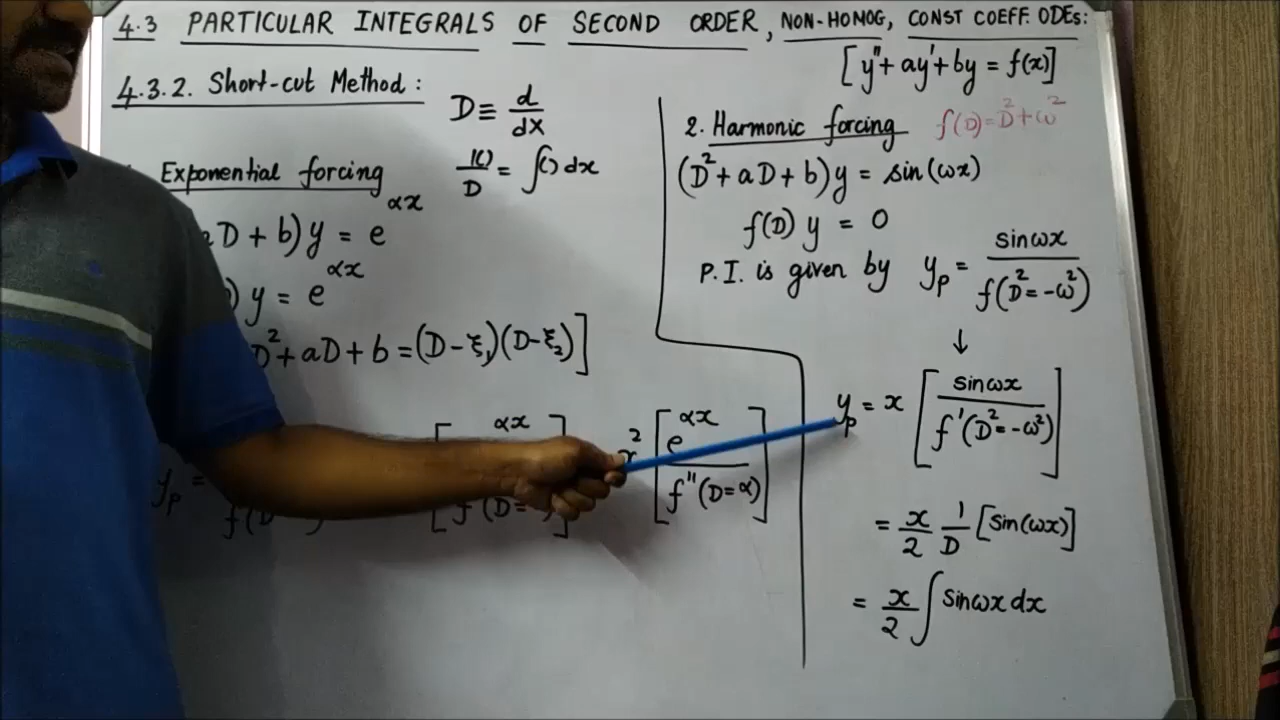 4.3 PARTICULAR INTEGRALS OF SECOND ORDER, NON-HOMOG, CONST COEFF. ODEs:
[y''+ay'+by = f(x)]
4.3.2. Short-cut Method:
D ≡ d/dx
1()/D = ∫() dx
Exponential forcing
D + b)y = e^αx
) y = e^αx
D²+aD+b = (D-ξ₁)(D-ξ₂)]
y_p =
f(D
[ αx
f (D= ]
x² [ e^αx / f''(D=α) ]
2. Harmonic forcing
f(D)=D²+ω²
(D²+aD+b)y = sin(ωx)
f(D) y = 0
P.I. is given by y_p = sinωx / f(D²=-ω²)
↓
y_p = x [ sinωx / f'(D²=-ω²) ]
= x/2 1/D [sin(ωx)]
= x/2 ∫ sinωx dx